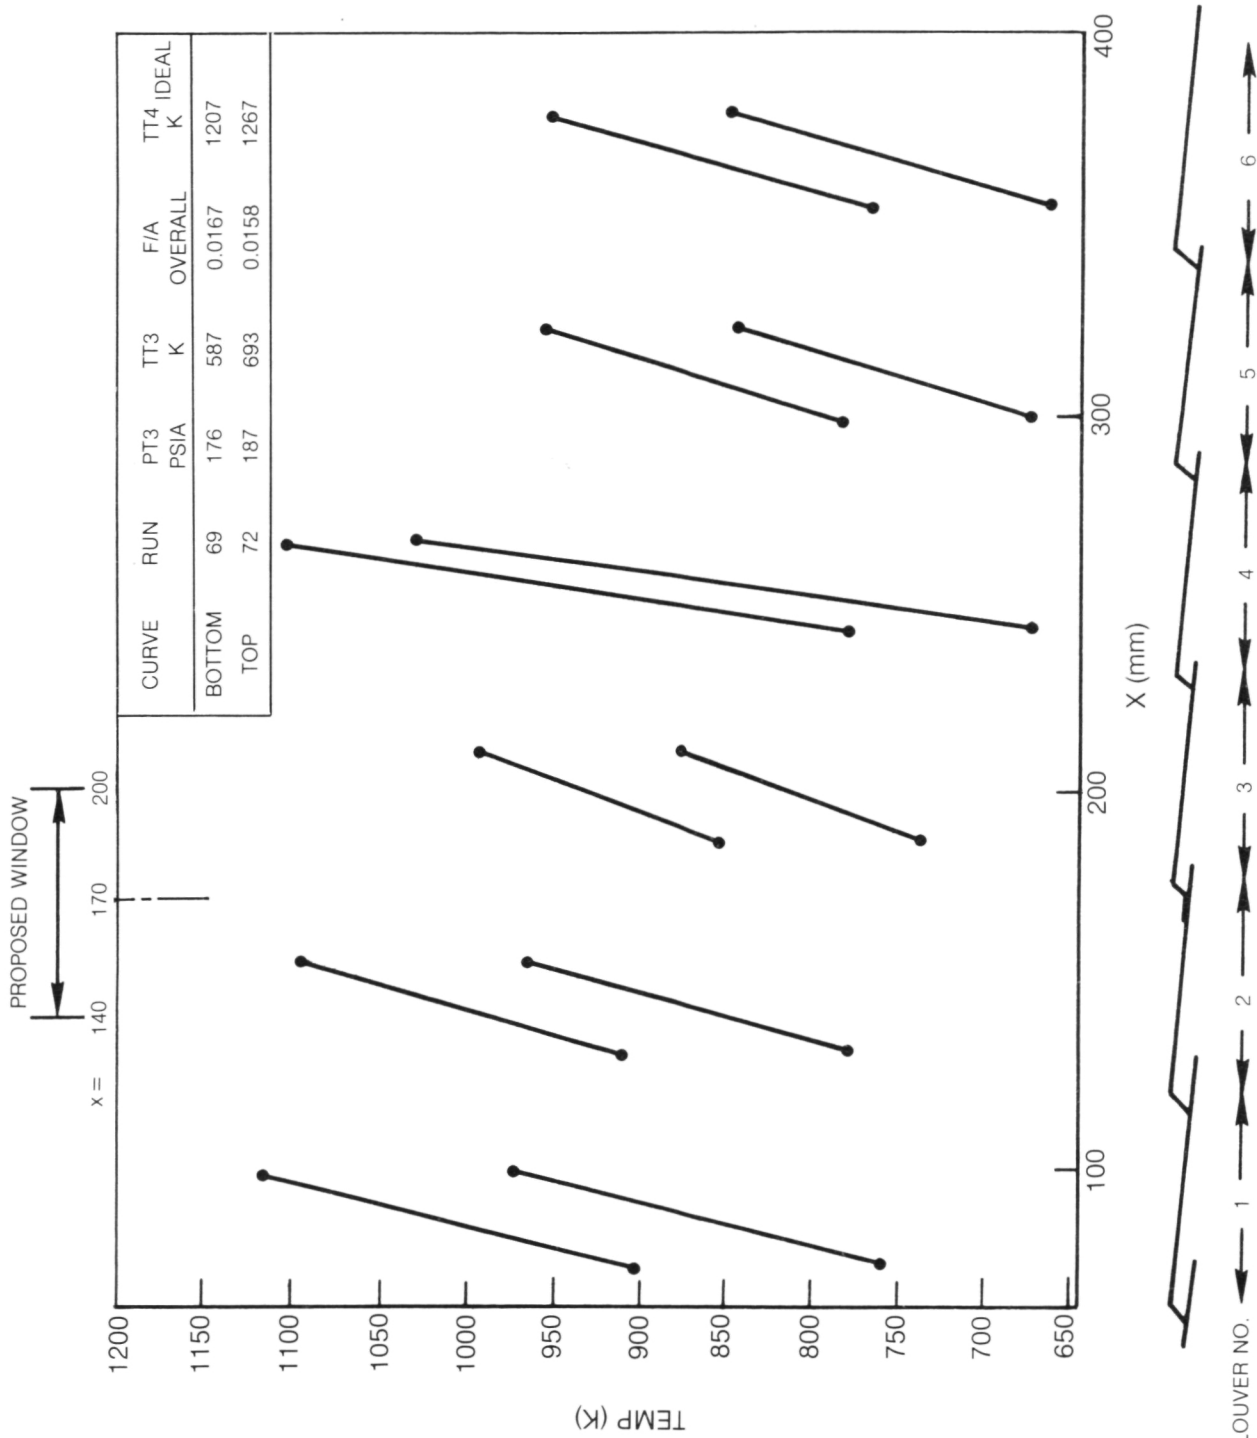 PROPOSED WINDOW
x = 140 170 200
CURVE RUN PT3 TT3 F/A TT4
PSIA K OVERALL K IDEAL
BOTTOM 69 176 587 0.0167 1207
TOP 72 187 693 0.0158 1267
1200
1150
1100
1050
1000
950
900
850
800
750
700
650
TEMP (K)
100 200 300 400
X (mm)
LOUVER NO. 1 2 3 4 5 6